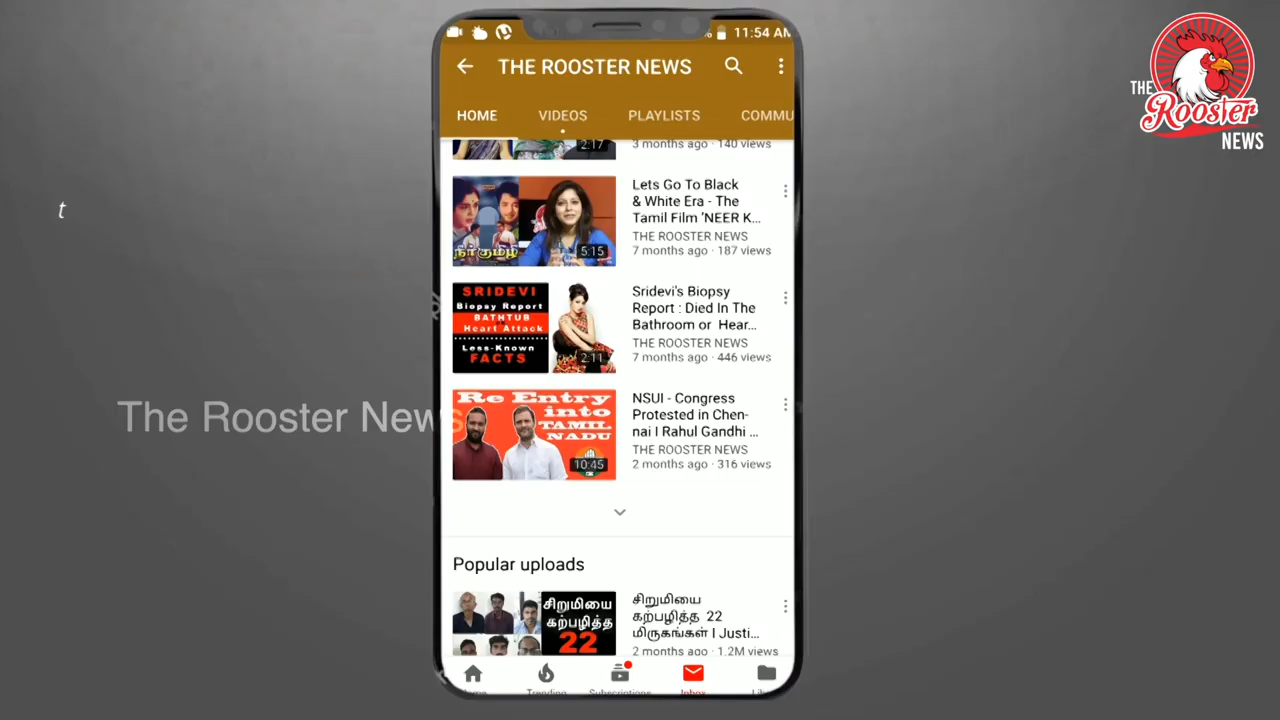 11:54 AM
THE ROOSTER NEWS
HOME VIDEOS PLAYLISTS COMMU
2:17
3 months ago · 140 views
Lets Go To Black
& White Era - The
Tamil Film 'NEER K...
THE ROOSTER NEWS
7 months ago · 187 views
நீர்குமிழி
5:15
Sridevi's Biopsy
Report : Died In The
Bathroom or Hear...
THE ROOSTER NEWS
7 months ago · 446 views
SRIDEVI
Biopsy Report
BATHTUB
Heart Attack
Less-Known
FACTS
2:11
NSUI - Congress
Protested in Chen-
nai I Rahul Gandhi ...
THE ROOSTER NEWS
2 months ago · 316 views
Re Entry
into
TAMIL
NADU
10:45
Popular uploads
சிறுமியை
கற்பழித்த
22
சிறுமியை
கற்பழித்த 22
மிருகங்கள் I Justi...
2 months ago · 1.2M views
Trending
Subscriptions
Inbox
t
The Rooster News
THE
Rooster
NEWS